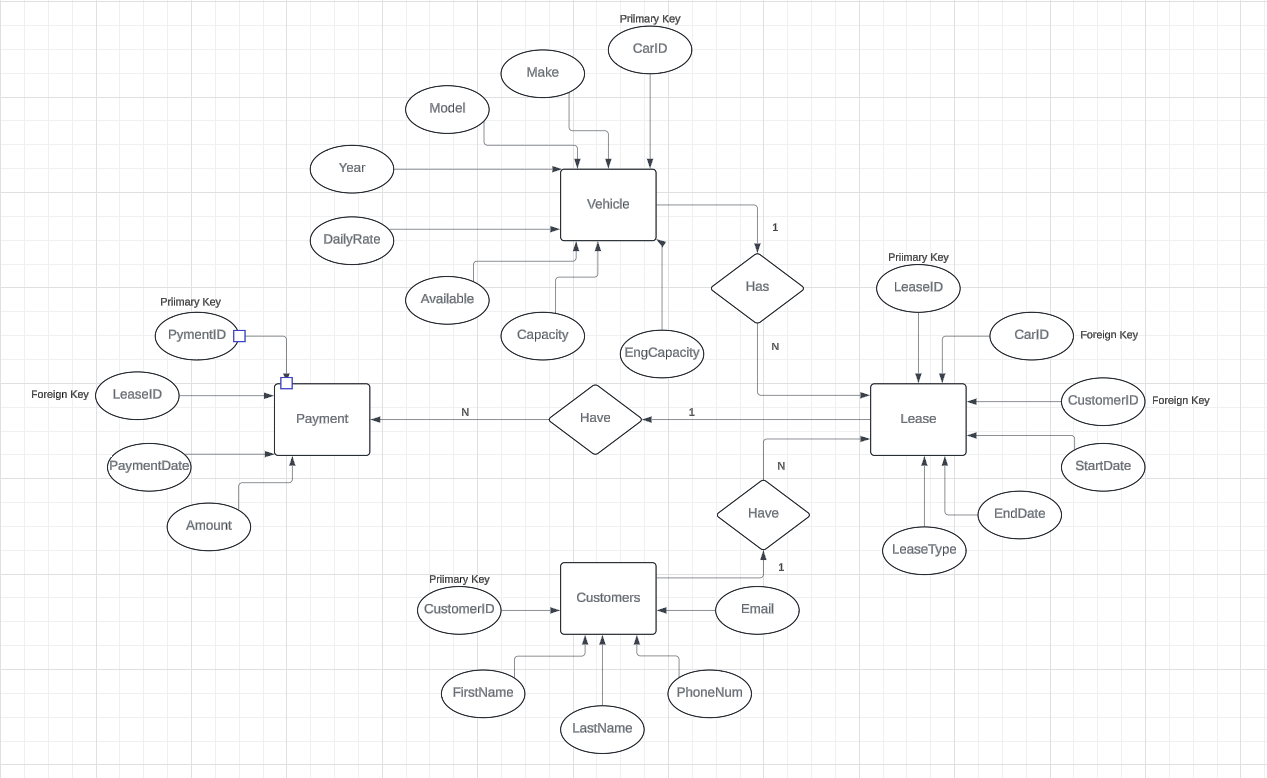 Prilmary Key
CarID
Make
Model
Year
Vehicle
DailyRate
1
Available
Has
Priimary Key
LeaseID
Prlimary Key
PymentID
Capacity
EngCapacity
N
CarID
Foreign Key
Foreign Key
LeaseID
Payment
N
Have
1
Lease
CustomerID
Foreign Key
PaymentDate
N
StartDate
Amount
Have
EndDate
LeaseType
1
Priimary Key
CustomerID
Customers
Email
FirstName
LastName
PhoneNum